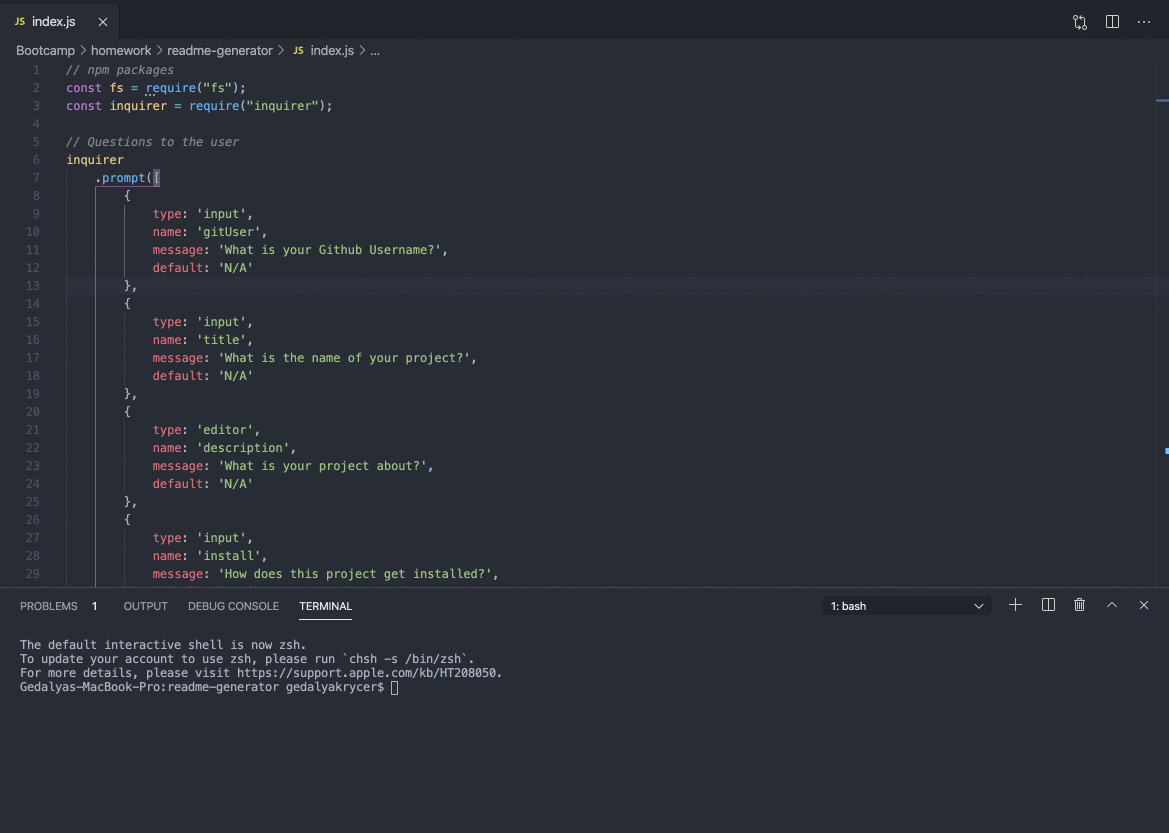 JS index.js
Bootcamp > homework > readme-generator > JS index.js > ...
1 // npm packages
2 const fs = require("fs");
3 const inquirer = require("inquirer");
4
5 // Questions to the user
6 inquirer
7 .prompt([
8 {
9 type: 'input',
10 name: 'gitUser',
11 message: 'What is your Github Username?',
12 default: 'N/A'
13 },
14 {
15 type: 'input',
16 name: 'title',
17 message: 'What is the name of your project?',
18 default: 'N/A'
19 },
20 {
21 type: 'editor',
22 name: 'description',
23 message: 'What is your project about?',
24 default: 'N/A'
25 },
26 {
27 type: 'input',
28 name: 'install',
29 message: 'How does this project get installed?',
PROBLEMS 1 OUTPUT DEBUG CONSOLE TERMINAL 1: bash
The default interactive shell is now zsh.
To update your account to use zsh, please run `chsh -s /bin/zsh`.
For more details, please visit https://support.apple.com/kb/HT208050.
Gedalyas-MacBook-Pro:readme-generator gedalyakrycer$